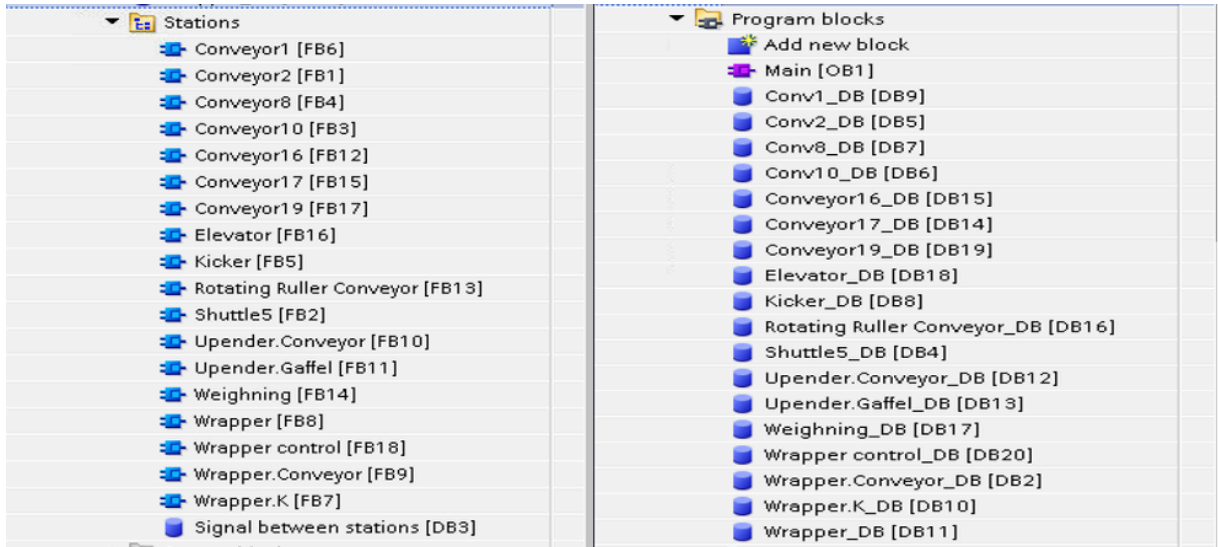 Stations
Conveyor1 [FB6]
Conveyor2 [FB1]
Conveyor8 [FB4]
Conveyor10 [FB3]
Conveyor16 [FB12]
Conveyor17 [FB15]
Conveyor19 [FB17]
Elevator [FB16]
Kicker [FB5]
Rotating Ruller Conveyor [FB13]
Shuttle5 [FB2]
Upender.Conveyor [FB10]
Upender.Gaffel [FB11]
Weighning [FB14]
Wrapper [FB8]
Wrapper control [FB18]
Wrapper.Conveyor [FB9]
Wrapper.K [FB7]
Signal between stations [DB3]
Program blocks
Add new block
Main [OB1]
Conv1_DB [DB9]
Conv2_DB [DB5]
Conv8_DB [DB7]
Conv10_DB [DB6]
Conveyor16_DB [DB15]
Conveyor17_DB [DB14]
Conveyor19_DB [DB19]
Elevator_DB [DB18]
Kicker_DB [DB8]
Rotating Ruller Conveyor_DB [DB16]
Shuttle5_DB [DB4]
Upender.Conveyor_DB [DB12]
Upender.Gaffel_DB [DB13]
Weighning_DB [DB17]
Wrapper control_DB [DB20]
Wrapper.Conveyor_DB [DB2]
Wrapper.K_DB [DB10]
Wrapper_DB [DB11]